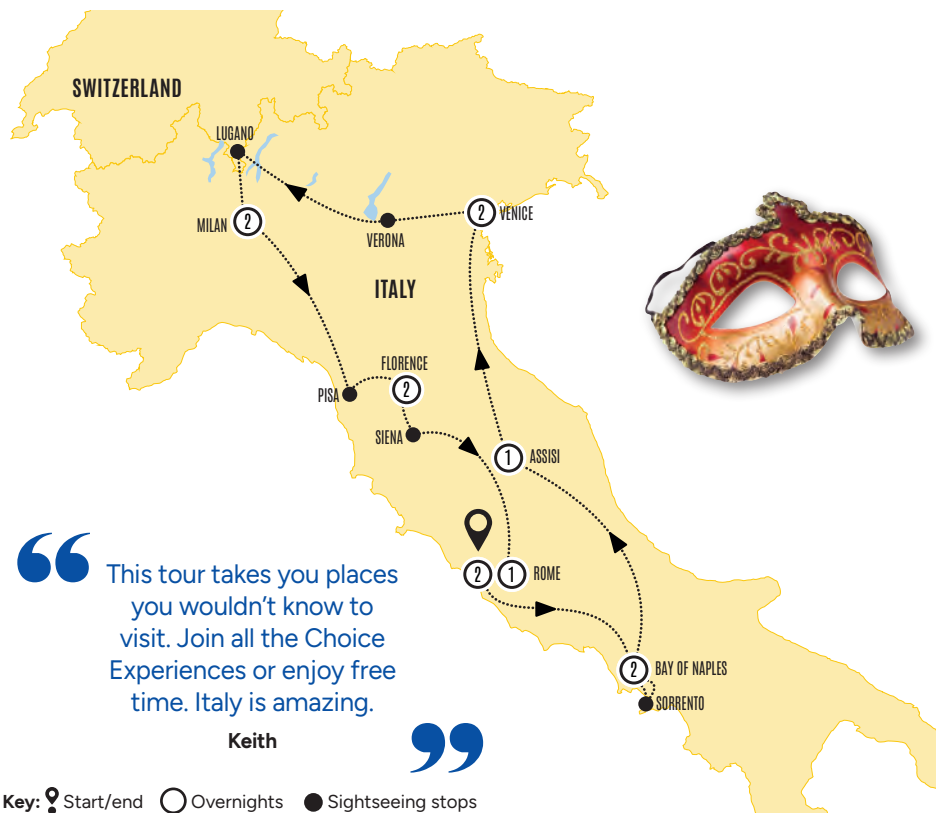 SWITZERLAND
LUGANO
MILAN
2
VERONA
2
VENICE
ITALY
FLORENCE
2
PISA
SIENA
1
ASSISI
2
1
ROME
2
BAY OF NAPLES
SORRENTO
“
This tour takes you places
you wouldn’t know to
visit. Join all the Choice
Experiences or enjoy free
time. Italy is amazing.
Keith
”
Key: Start/end Overnights Sightseeing stops